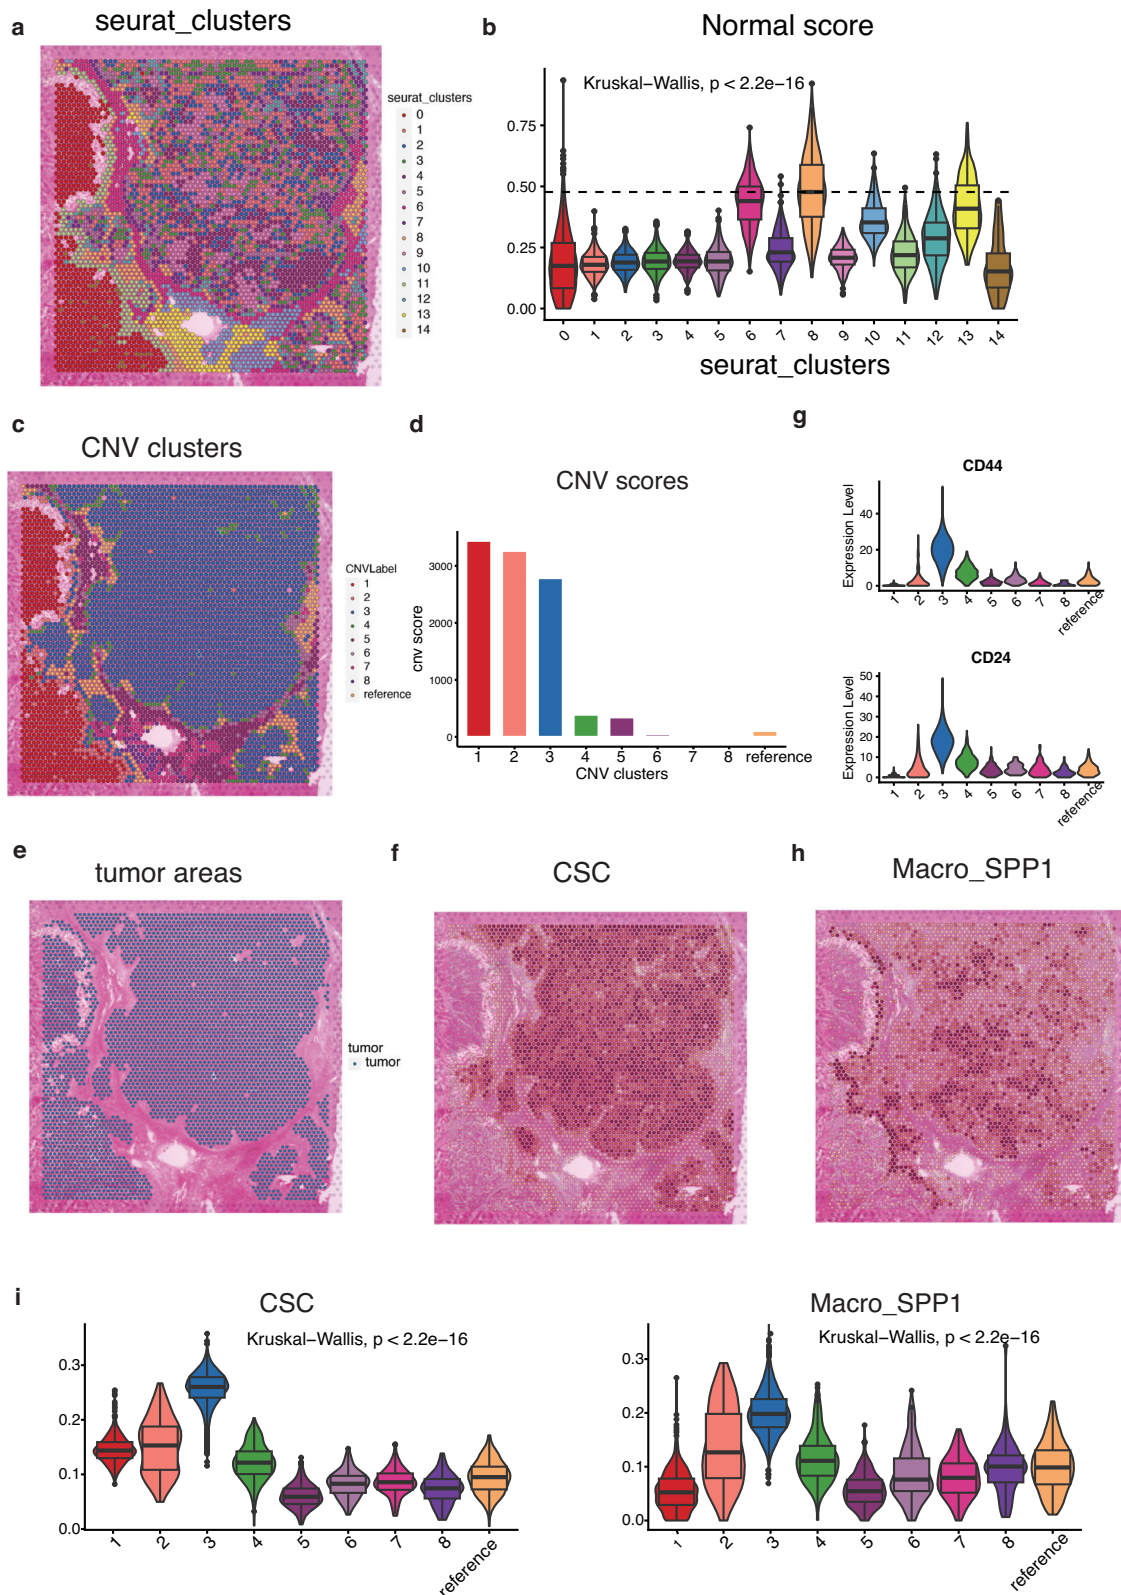 a
seurat_clusters
seurat_clusters
0
1
2
3
4
5
6
7
8
9
10
11
12
13
14
b
Normal score
Kruskal−Wallis, p < 2.2e−16
0.75
0.50
0.25
0.00
0 1 2 3 4 5 6 7 8 9 10 11 12 13 14
seurat_clusters
c
CNV clusters
CNVLabel
1
2
3
4
5
6
7
8
reference
d
CNV scores
cnv score
3000
2000
1000
0
1 2 3 4 5 6 7 8 reference
CNV clusters
g
CD44
Expression Level
40
20
0
1 2 3 4 5 6 7 8 reference
CD24
Expression Level
50
40
30
20
10
0
1 2 3 4 5 6 7 8 reference
e
tumor areas
tumor
tumor
f
CSC
h
Macro_SPP1
i
CSC
Kruskal−Wallis, p < 2.2e−16
0.3
0.2
0.1
0.0
1 2 3 4 5 6 7 8 reference
Macro_SPP1
Kruskal−Wallis, p < 2.2e−16
0.3
0.2
0.1
0.0
1 2 3 4 5 6 7 8 reference